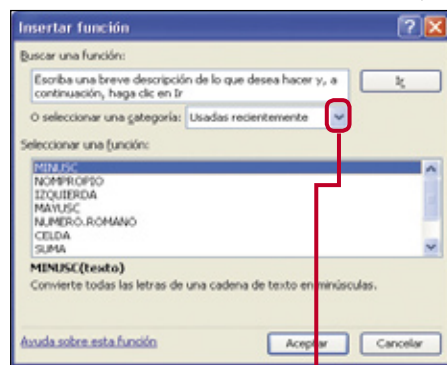 Insertar función
Buscar una función:
Escriba una breve descripción de lo que desea hacer y, a
continuación, haga clic en Ir
Ir
O seleccionar una categoría: Usadas recientemente
Seleccionar una función:
MINUSC
NOMPROPIO
IZQUIERDA
MAYUSC
NUMERO.ROMANO
CELDA
SUMA
MINUSC(texto)
Convierte todas las letras de una cadena de texto en minúsculas.
Ayuda sobre esta función
Aceptar
Cancelar